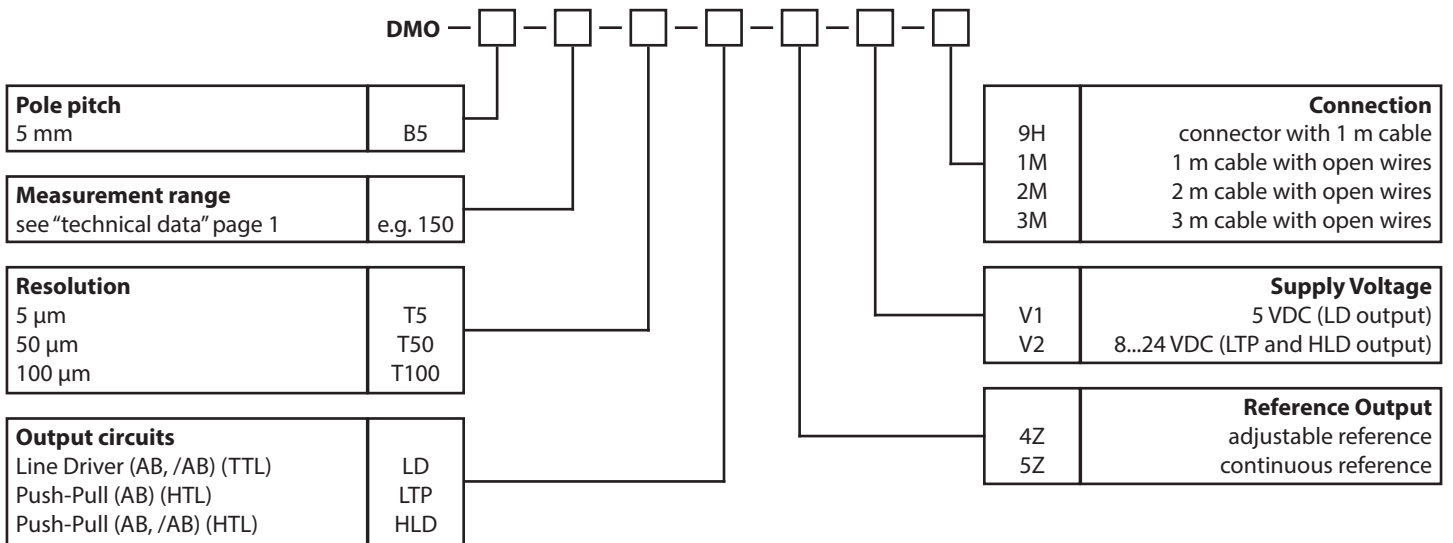 DMO — — — — — — —
Pole pitch
5 mm B5
Measurement range
see “technical data” page 1 e.g. 150
Resolution
5 µm T5
50 µm T50
100 µm T100
Output circuits
Line Driver (AB, /AB) (TTL) LD
Push-Pull (AB) (HTL) LTP
Push-Pull (AB, /AB) (HTL) HLD
Connection
9H connector with 1 m cable
1M 1 m cable with open wires
2M 2 m cable with open wires
3M 3 m cable with open wires
Supply Voltage
V1 5 VDC (LD output)
V2 8...24 VDC (LTP and HLD output)
Reference Output
4Z adjustable reference
5Z continuous reference